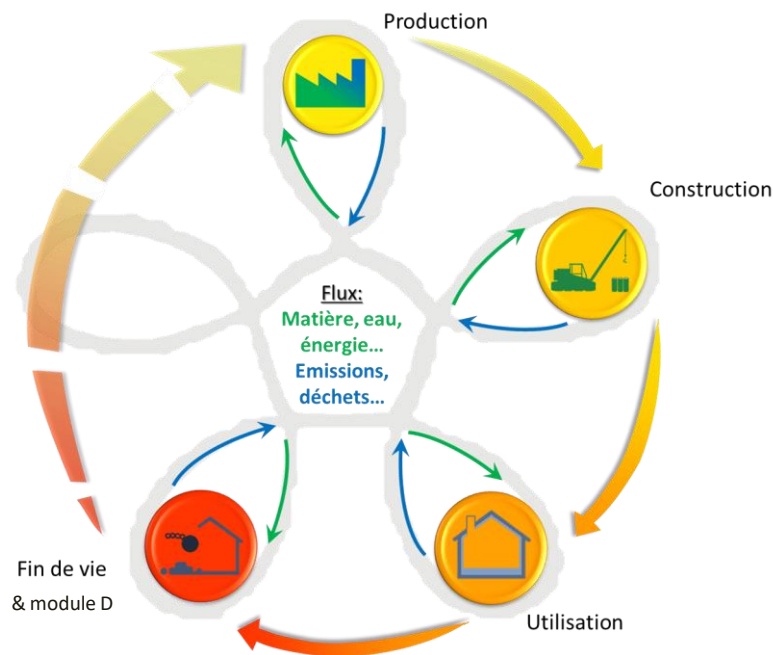 Production
Construction
Flux:
Matière, eau,
énergie...
Emissions,
déchets...
Fin de vie
& module D
Utilisation